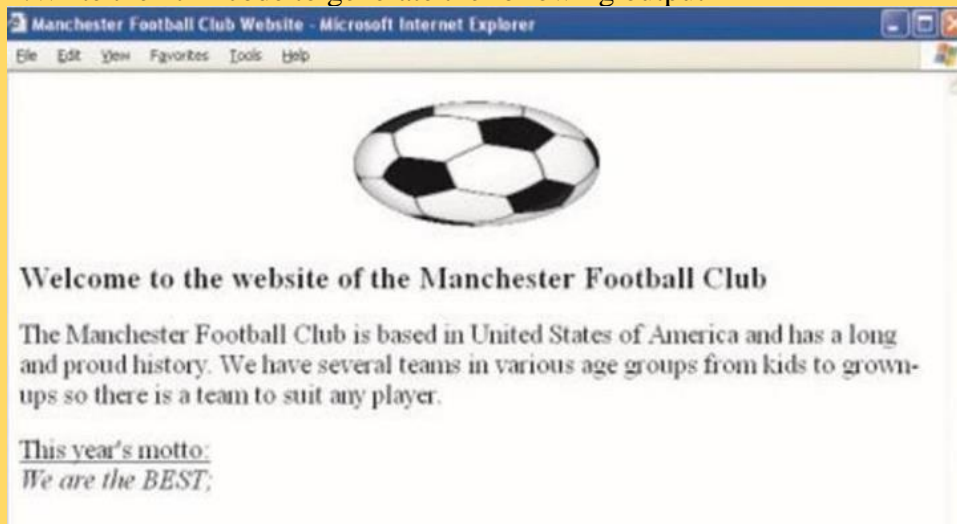 Manchester Football Club Website - Microsoft Internet Explorer
File Edit View Favorites Tools Help
Welcome to the website of the Manchester Football Club
The Manchester Football Club is based in United States of America and has a long
and proud history. We have several teams in various age groups from kids to grown-
ups so there is a team to suit any player.
This year's motto:
We are the BEST;